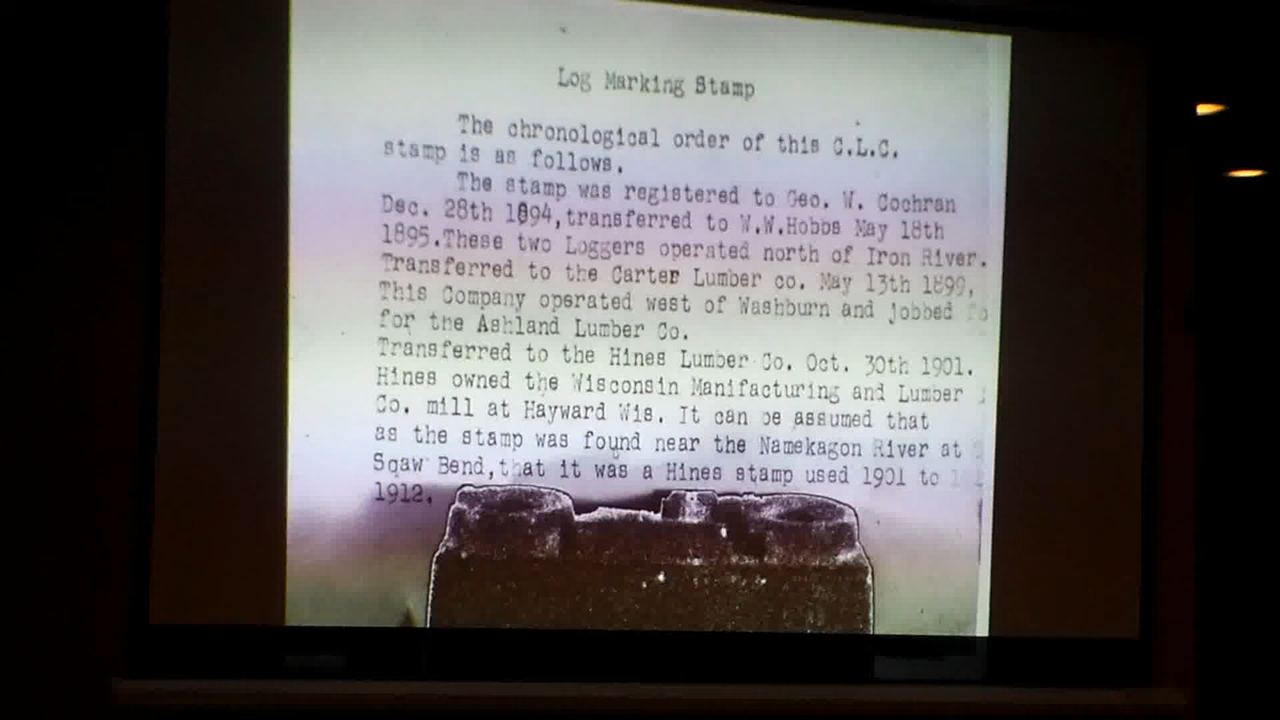 Log Marking Stamp
The chronological order of this C.L.C.
stamp is as follows.
The stamp was registered to Geo. W. Cochran
Dec. 28th 1894,transferred to W.W.Hobbs May 18th
1895.These two Loggers operated north of Iron River.
Transferred to the Carter Lumber co. May 13th 1899,
This Company operated west of Washburn and jobbed
for the Ashland Lumber Co.
Transferred to the Hines Lumber Co. Oct. 30th 1901.
Hines owned the Wisconsin Manifacturing and Lumber
Co. mill at Hayward Wis. It can be assumed that
as the stamp was found near the Namekagon River at
Sqaw Bend,that it was a Hines stamp used 1901 to
1912.